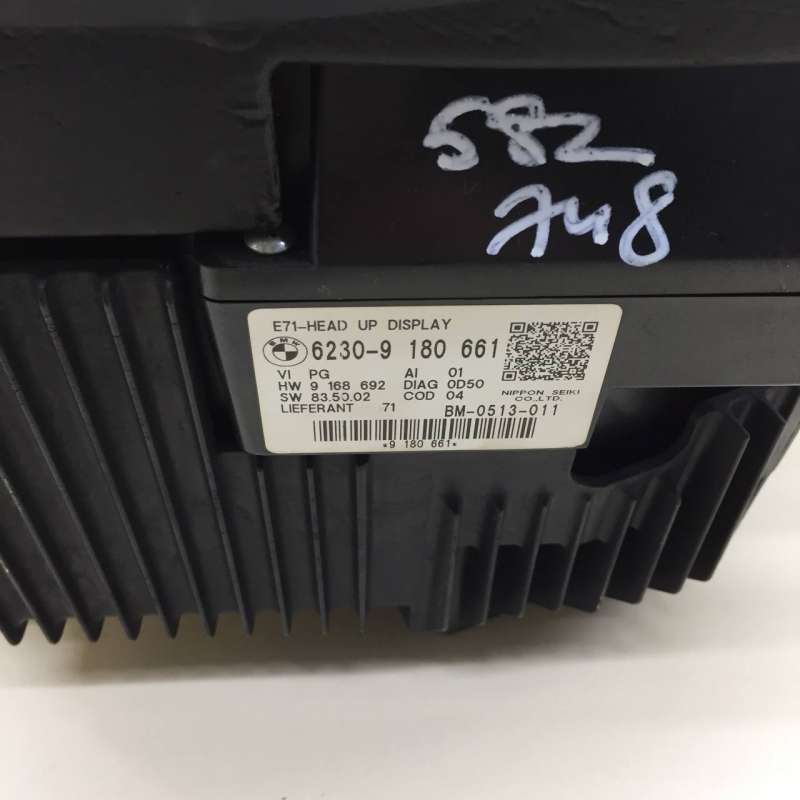 582
748
E71-HEAD UP DISPLAY
BMW 6230-9 180 661
VI PG AI 01
HW 9 168 692 DIAG 0D50
SW 83.50.02 COD 04
NIPPON SEIKI
CO.,LTD.
LIEFERANT 71 BM-0513-011
*9 180 661*